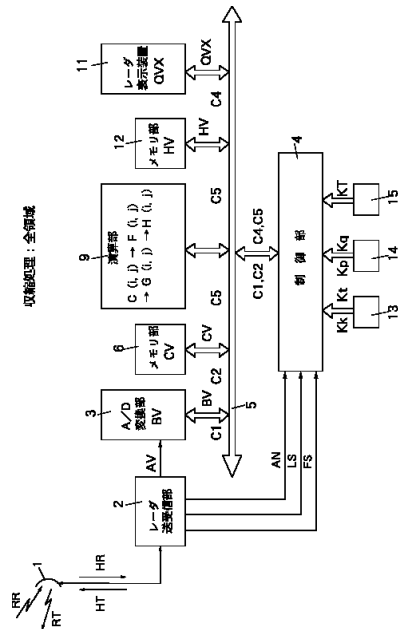 収縮処理：全領域
RR
RT
1
HR
HT
2
レーダ
送受信部
AV
3
A/D
変換部
BV
6
メモリ部
CV
9
演算部
C (i, j) → F (i, j)
→ G (i, j) → H (i, j)
12
メモリ部
HV
11
レーダ
表示装置
QVX
C1
BV
C2
CV
C5
C5
HV
C4
QVX
5
AN
LS
FS
C1,C2
C4,C5
4
制御部
Kk
Kt
Kp
Kq
KT
13
14
15